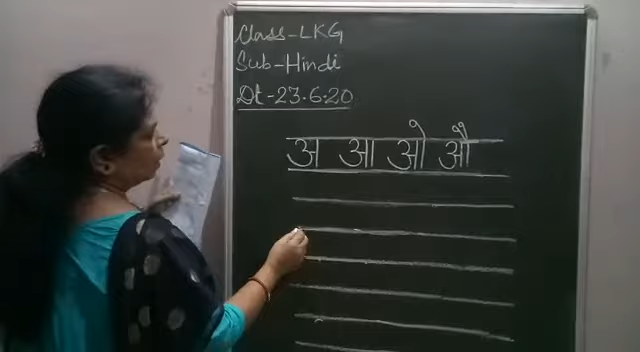 Class-LKG
Sub-Hindi
Dt-23.6.20
अ आ ओ औ